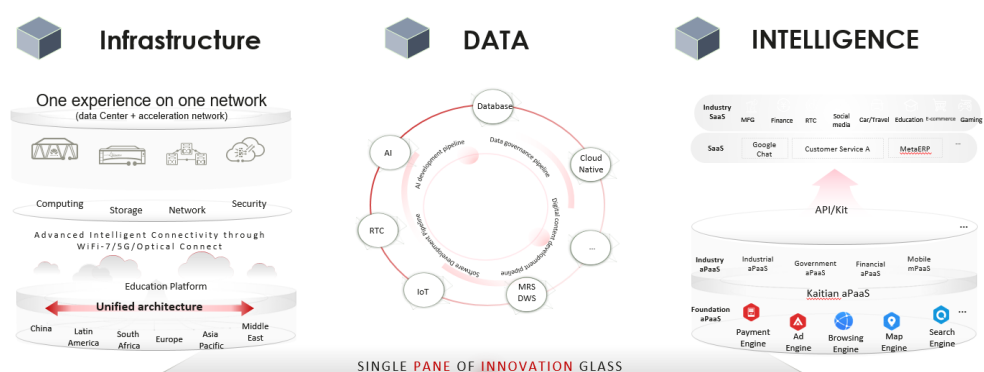 Infrastructure
One experience on one network
(data Center + acceleration network)
Computing
Storage
Network
Security
Advanced Intelligent Connectivity through
WiFi-7/5G/Optical Connect
Education Platform
Unified architecture
China
Latin
America
South
Africa
Europe
Asia
Pacific
Middle
East
DATA
Database
Cloud
Native
...
MRS
DWS
IoT
RTC
AI
Data governance pipeline
Digital content development pipeline
Software Development Pipeline
AI development pipeline
INTELLIGENCE
Industry
SaaS
MFG
Finance
RTC
Social
media
Car/Travel
Education
E-commerce
Gaming
SaaS
Google
Chat
Customer Service A
MetaERP
...
API/Kit
...
Industry
aPaaS
Industrial
aPaaS
Government
aPaaS
Financial
aPaaS
Mobile
mPaaS
Kaitian aPaaS
Foundation
aPaaS
Payment
Engine
Ad
Engine
Browsing
Engine
Map
Engine
Search
Engine
...
SINGLE PANE OF INNOVATION GLASS